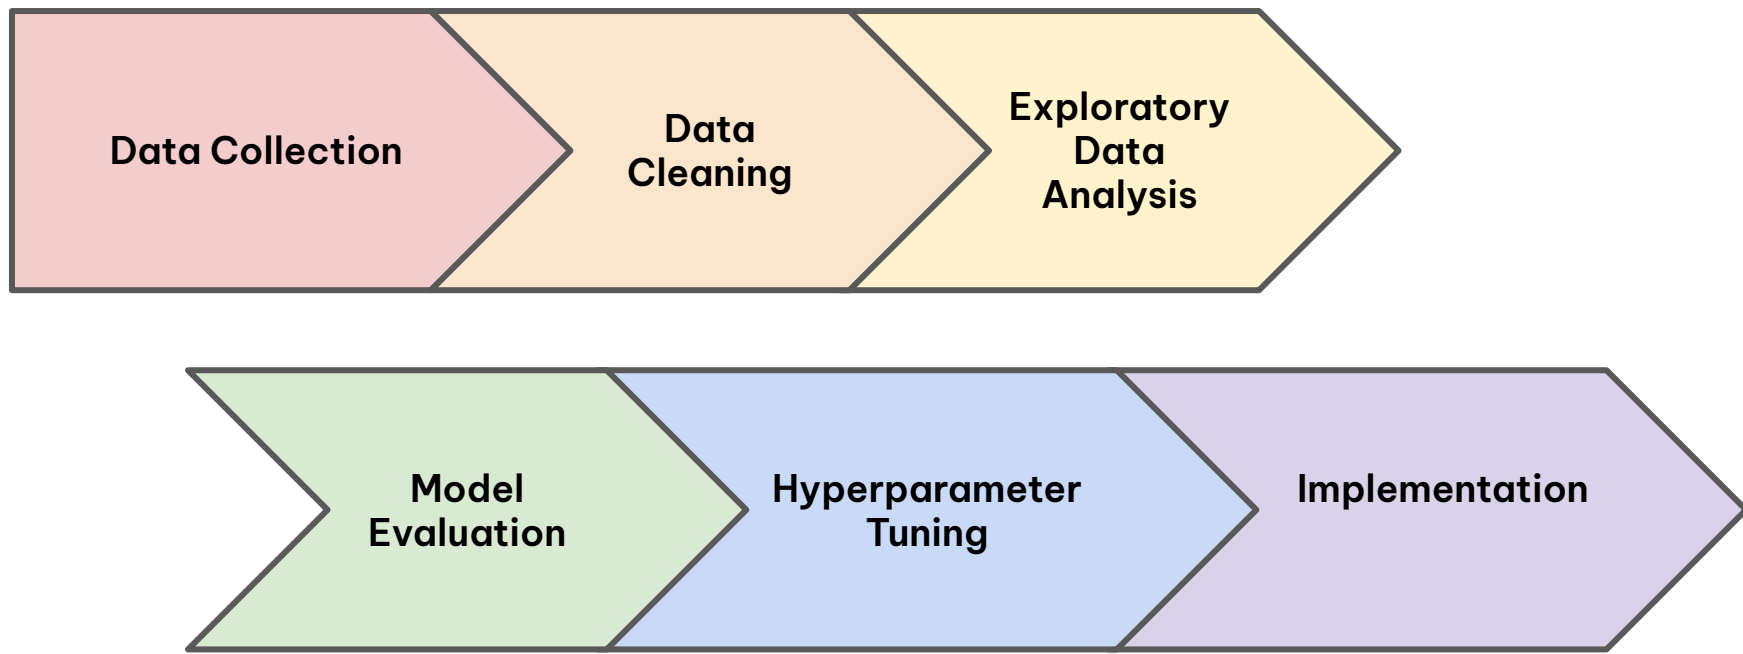 Data Collection
Data
Cleaning
Exploratory
Data
Analysis
Model
Evaluation
Hyperparameter
Tuning
Implementation